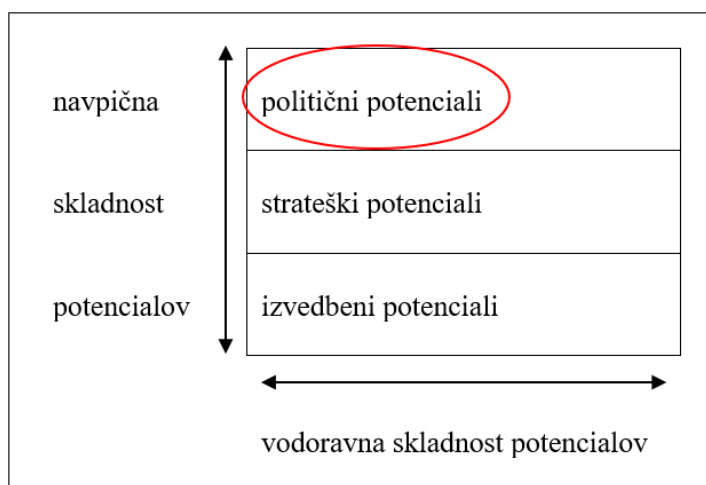 navpična
politični potenciali
skladnost
strateški potenciali
potencialov
izvedbeni potenciali
vodoravna skladnost potencialov